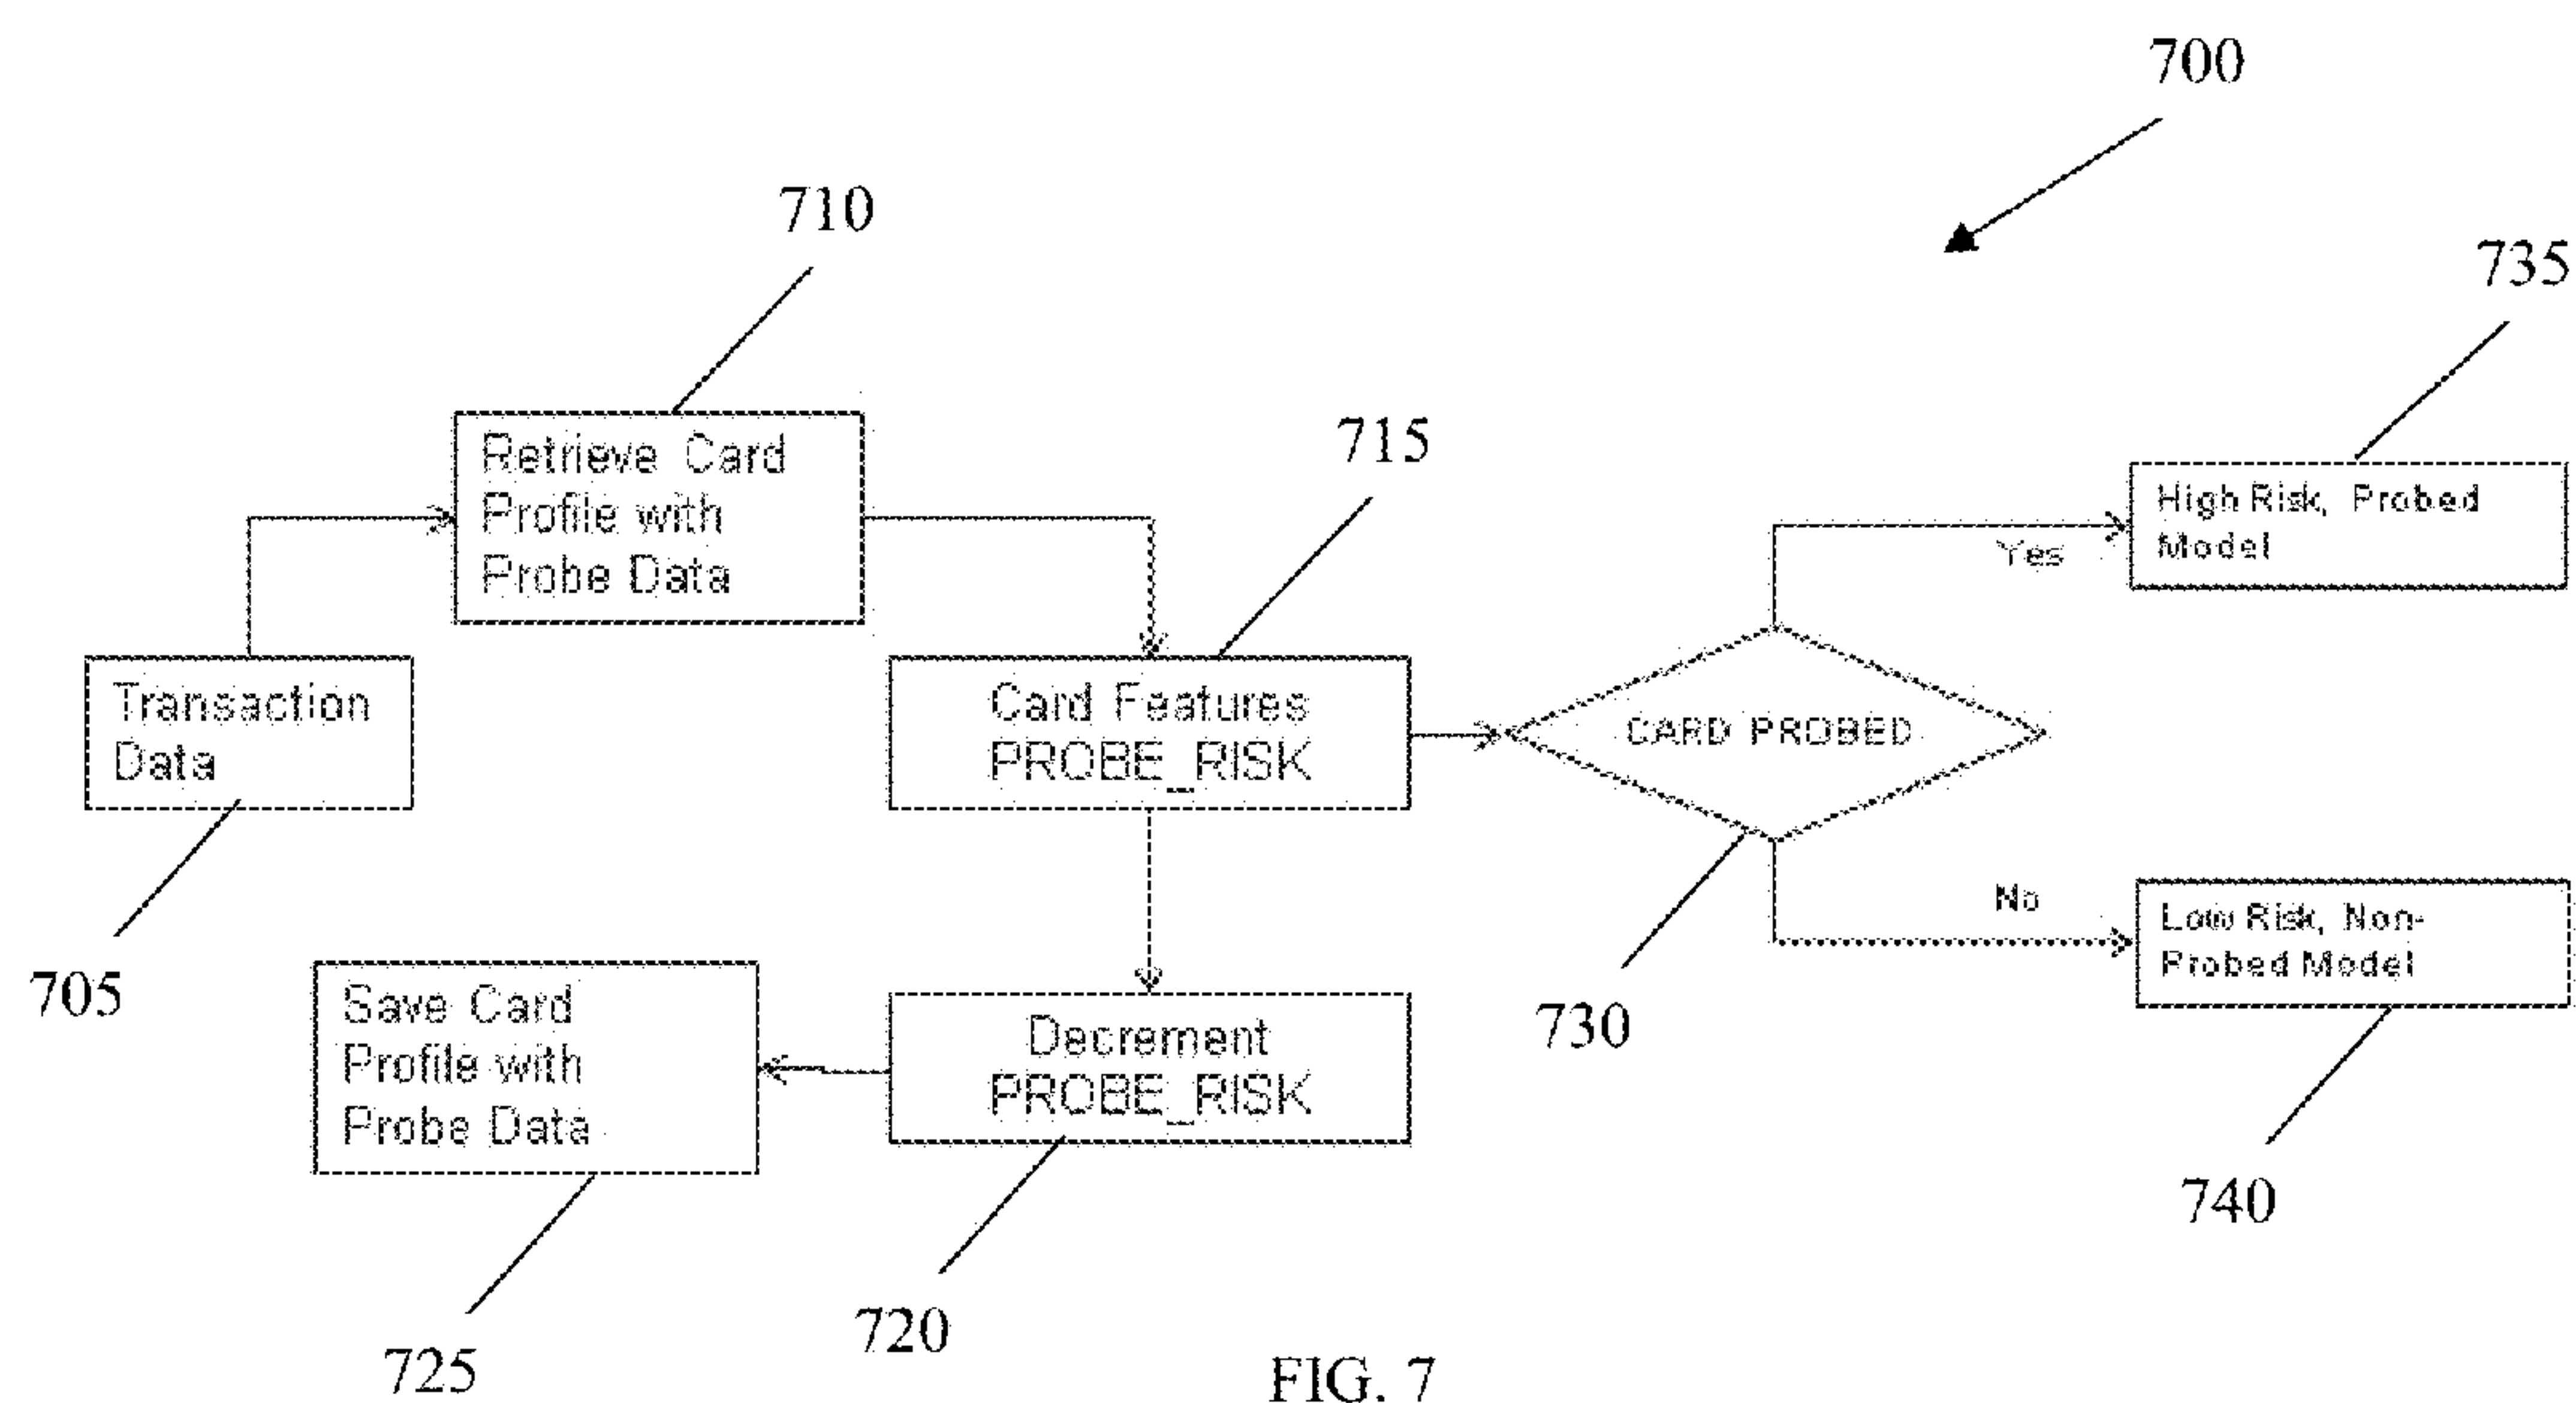 700
710
735
Retrieve Card
Profile with
Probe Data
715
High Risk, Probed
Model
Yes
Transaction
Data
Card Features
PROBE_RISK
CARD PROBED
No
Low Risk, Non-
Probed Model
705
Save Card
Profile with
Probe Data
Decrement
PROBE_RISK
730
740
720
725
FIG. 7